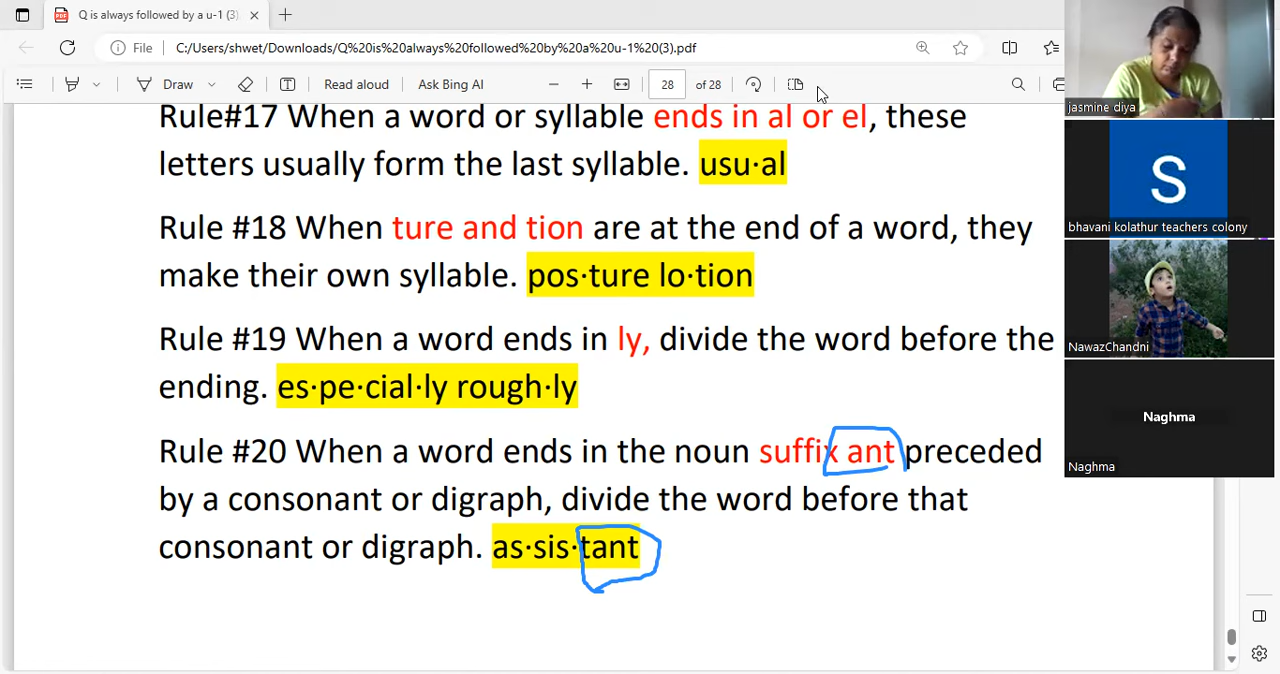 Q is always followed by a u-1 (3).
File
C:/Users/shwet/Downloads/Q%20is%20always%20followed%20by%20a%20u-1%20(3).pdf
Draw
Read aloud
Ask Bing AI
28
of 28
Rule#17 When a word or syllable ends in al or el, these
letters usually form the last syllable. usu·al
Rule #18 When ture and tion are at the end of a word, they
make their own syllable. pos·ture lo·tion
Rule #19 When a word ends in ly, divide the word before the
ending. es·pe·cial·ly rough·ly
Rule #20 When a word ends in the noun suffix ant preceded
by a consonant or digraph, divide the word before that
consonant or digraph. as·sis·tant
jasmine diya
S
bhavani kolathur teachers colony
NawazChandni
Naghma
Naghma